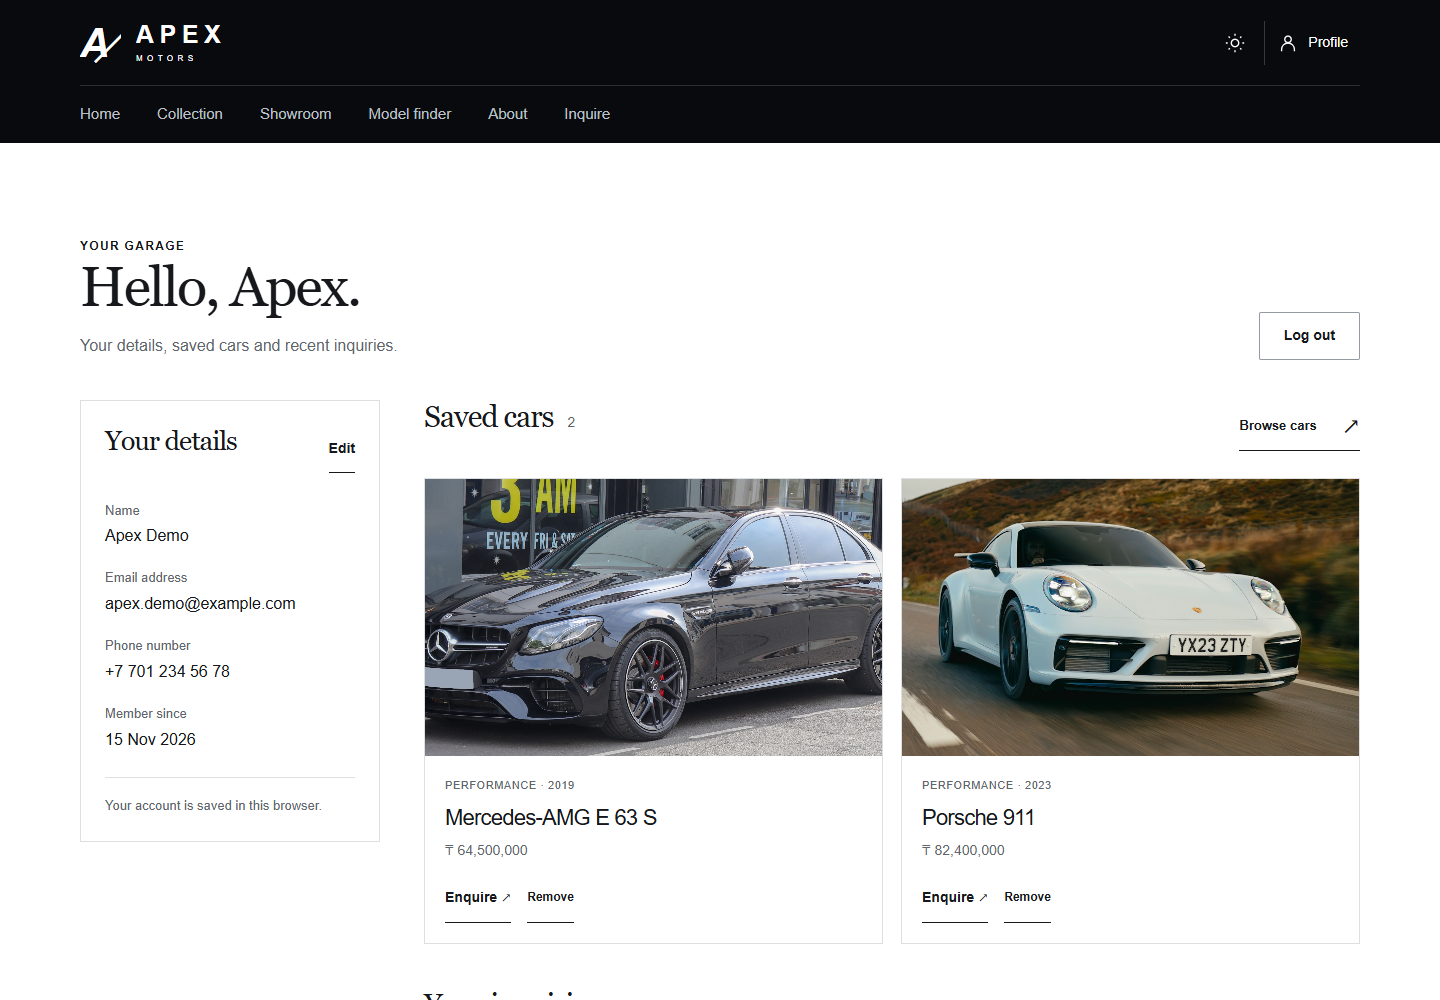 APEX
MOTORS
Profile
Home Collection Showroom Model finder About Inquire
YOUR GARAGE
Hello, Apex.
Your details, saved cars and recent inquiries.
Log out
Your details
Edit
Name
Apex Demo
Email address
apex.demo@example.com
Phone number
+7 701 234 56 78
Member since
15 Nov 2026
Your account is saved in this browser.
Saved cars 2
Browse cars ↗
3 AM
EVERY FRI & SAT
PERFORMANCE · 2019
Mercedes-AMG E 63 S
₸ 64,500,000
Enquire ↗ Remove
YX23 ZTY
PERFORMANCE · 2023
Porsche 911
₸ 82,400,000
Enquire ↗ Remove